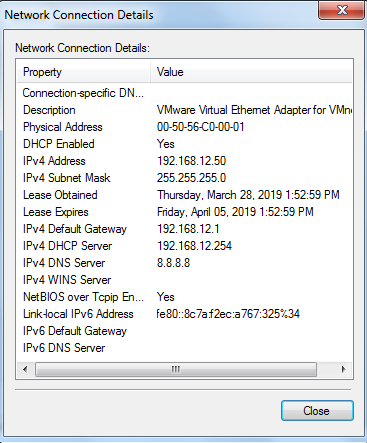 Network Connection Details
Network Connection Details:
Property Value
Connection-specific DN...
Description VMware Virtual Ethernet Adapter for VMne
Physical Address 00-50-56-C0-00-01
DHCP Enabled Yes
IPv4 Address 192.168.12.50
IPv4 Subnet Mask 255.255.255.0
Lease Obtained Thursday, March 28, 2019 1:52:59 PM
Lease Expires Friday, April 05, 2019 1:52:59 PM
IPv4 Default Gateway 192.168.12.1
IPv4 DHCP Server 192.168.12.254
IPv4 DNS Server 8.8.8.8
IPv4 WINS Server
NetBIOS over Tcpip En... Yes
Link-local IPv6 Address fe80::8c7a:f2ec:a767:325%34
IPv6 Default Gateway
IPv6 DNS Server
Close